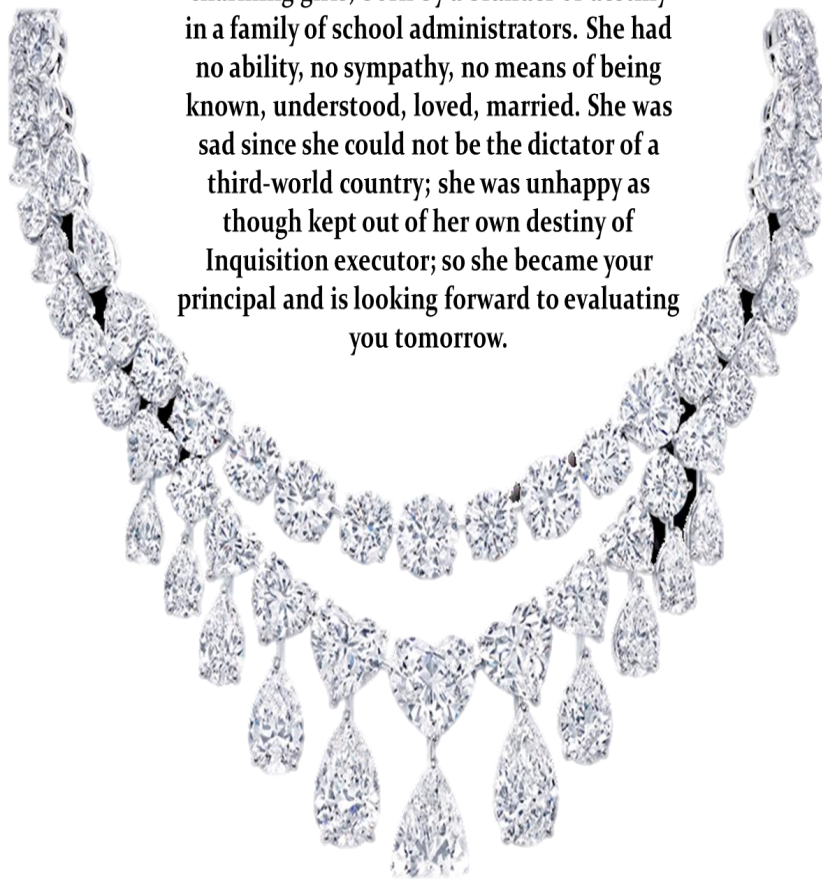 in a family of school administrators. She had
no ability, no sympathy, no means of being
known, understood, loved, married. She was
sad since she could not be the dictator of a
third-world country; she was unhappy as
though kept out of her own destiny of
Inquisition executor; so she became your
principal and is looking forward to evaluating
you tomorrow.